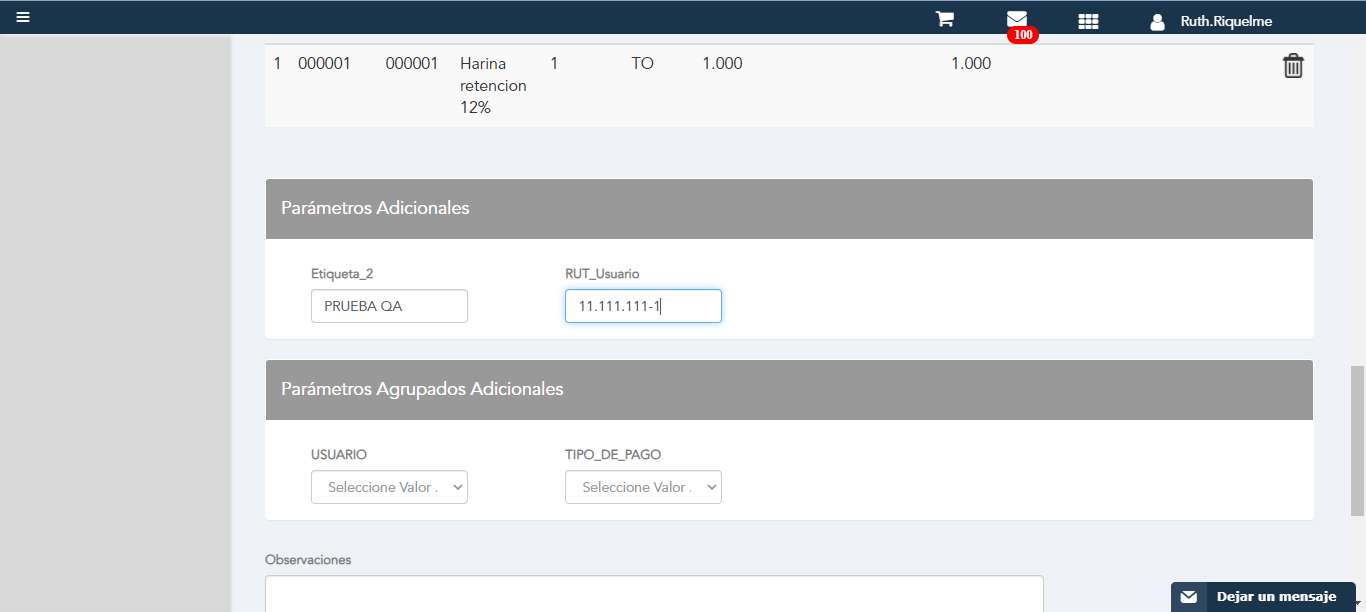 100
Ruth.Riquelme
1 000001 000001 Harina 1 TO 1.000 1.000
retencion
12%
Parámetros Adicionales
Etiqueta_2 RUT_Usuario
PRUEBA QA 11.111.111-1
Parámetros Agrupados Adicionales
USUARIO TIPO_DE_PAGO
Seleccione Valor . Seleccione Valor .
Observaciones
Dejar un mensaje